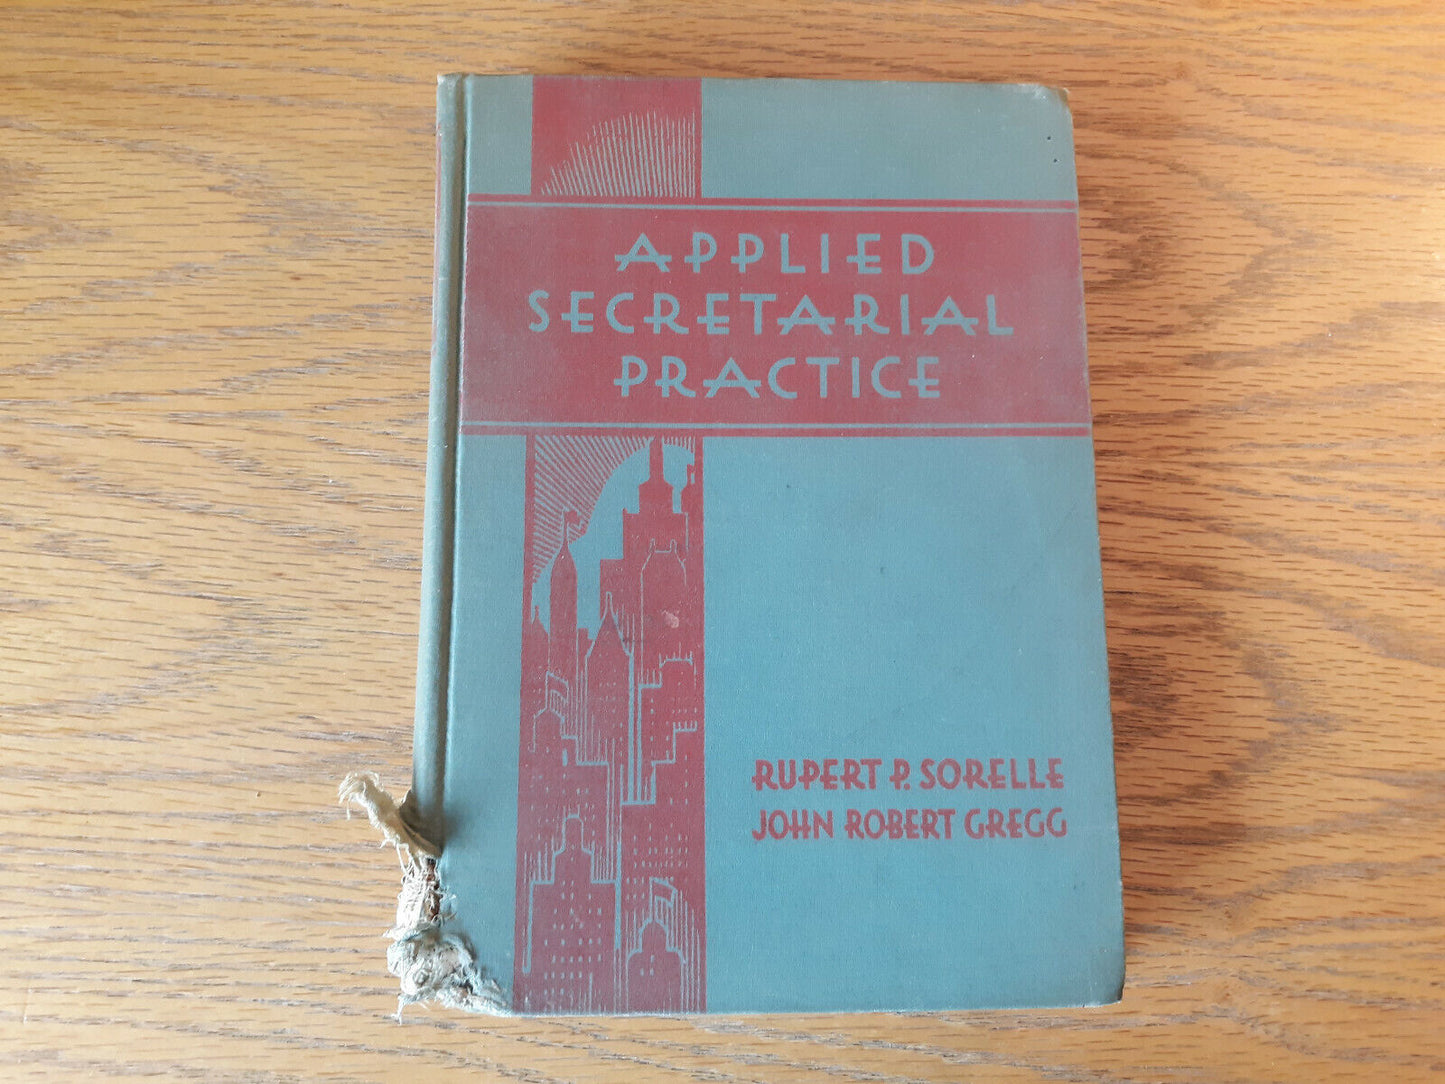 APPLIED
SECRETARIAL
PRACTICE
RUPERT P. SORELLE
JOHN ROBERT GREGG